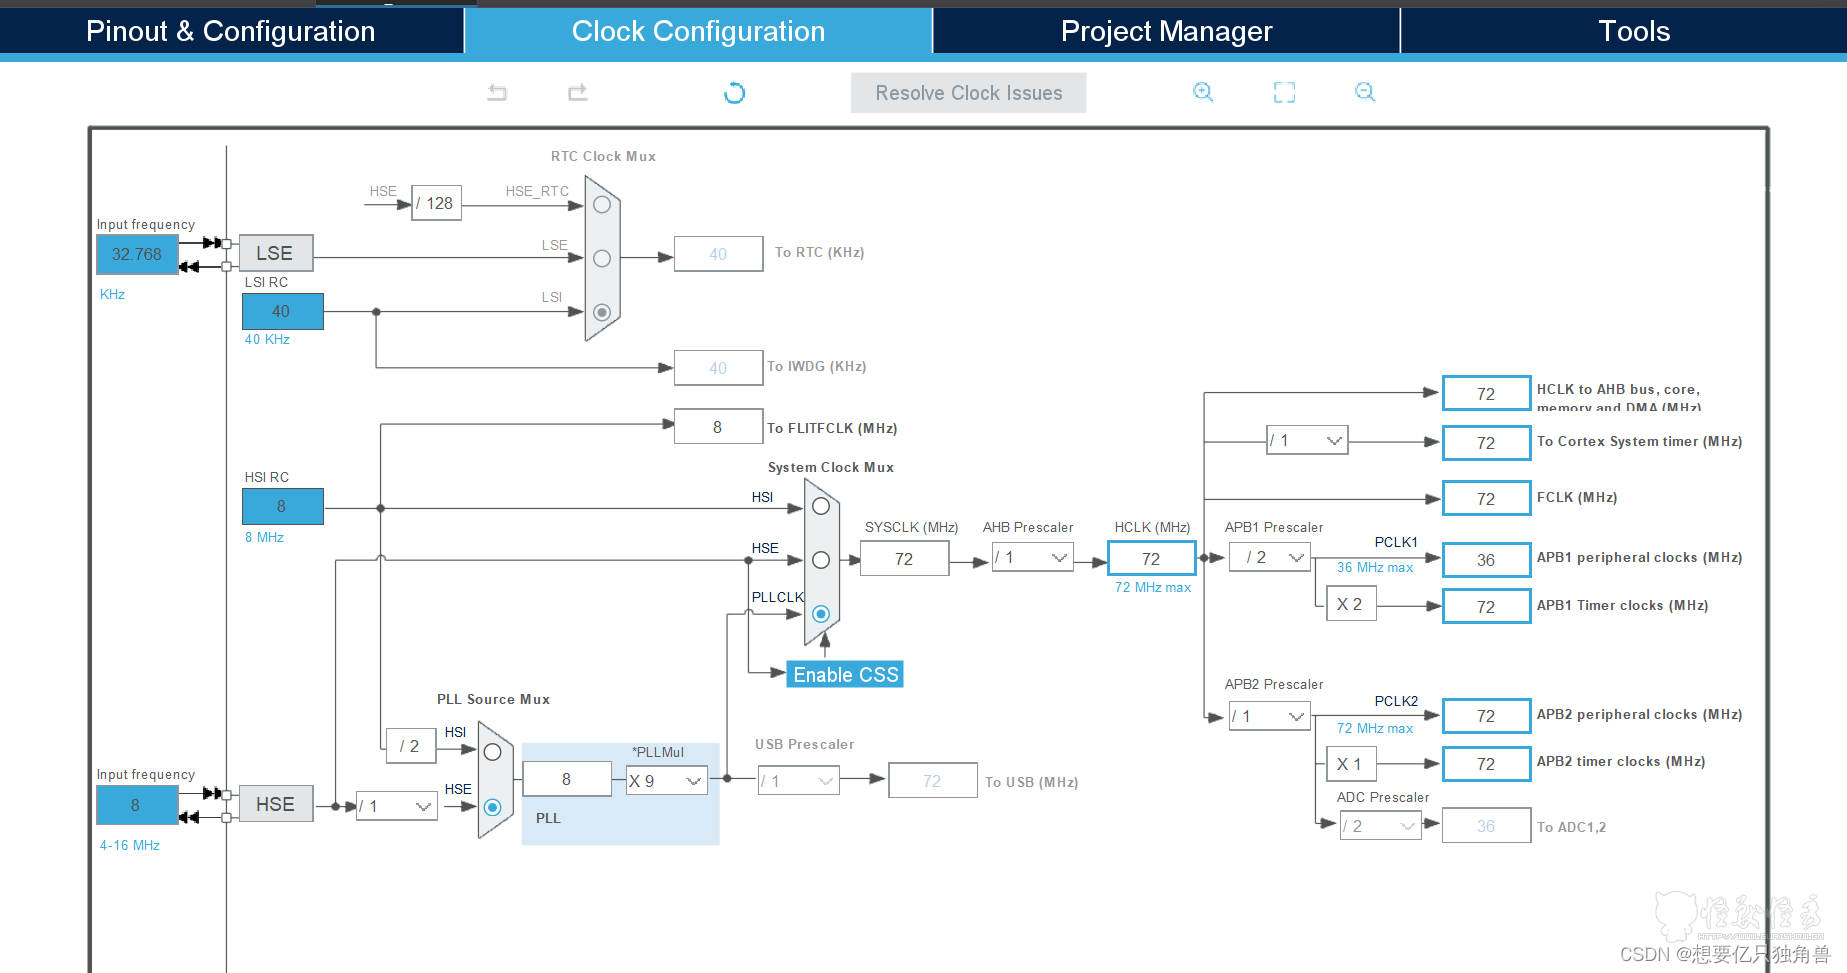 Pinout & Configuration
Clock Configuration
Project Manager
Tools
Resolve Clock Issues
RTC Clock Mux
HSE
/ 128
HSE_RTC
Input frequency
32.768
KHz
LSE
LSE
40
To RTC (KHz)
LSI RC
40
40 KHz
LSI
40
To IWDG (KHz)
8
To FLITFCLK (MHz)
HCLK to AHB bus, core,
memory and DMA (MHz)
72
/ 1
72
To Cortex System timer (MHz)
System Clock Mux
HSI RC
8
8 MHz
HSI
72
FCLK (MHz)
HSE
SYSCLK (MHz)
72
AHB Prescaler
/ 1
HCLK (MHz)
72
72 MHz max
APB1 Prescaler
/ 2
PCLK1
36 MHz max
36
APB1 peripheral clocks (MHz)
PLLCLK
X 2
72
APB1 Timer clocks (MHz)
Enable CSS
APB2 Prescaler
/ 1
PCLK2
72 MHz max
72
APB2 peripheral clocks (MHz)
PLL Source Mux
/ 2
HSI
X 1
72
APB2 timer clocks (MHz)
Input frequency
8
4-16 MHz
HSE
/ 1
HSE
8
*PLLMul
X 9
PLL
USB Prescaler
/ 1
72
To USB (MHz)
ADC Prescaler
/ 2
36
To ADC1,2
CSDN @想要亿只独角兽